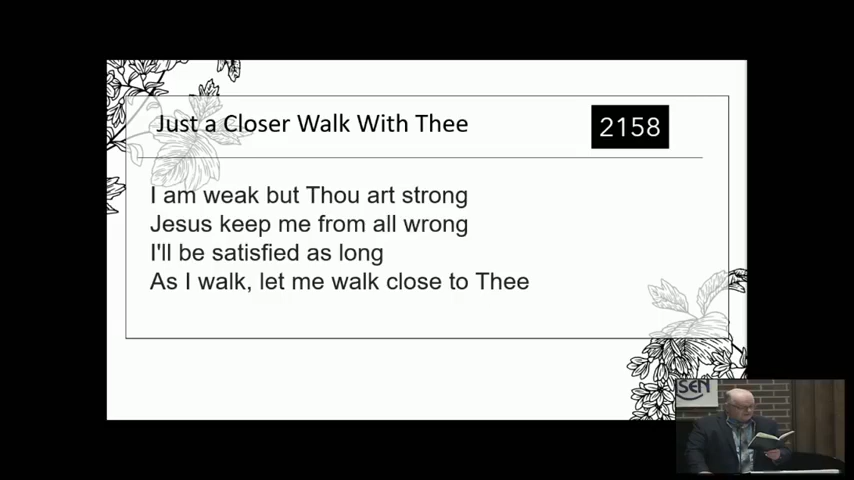 Just a Closer Walk With Thee
2158
I am weak but Thou art strong
Jesus keep me from all wrong
I'll be satisfied as long
As I walk, let me walk close to Thee
SEN